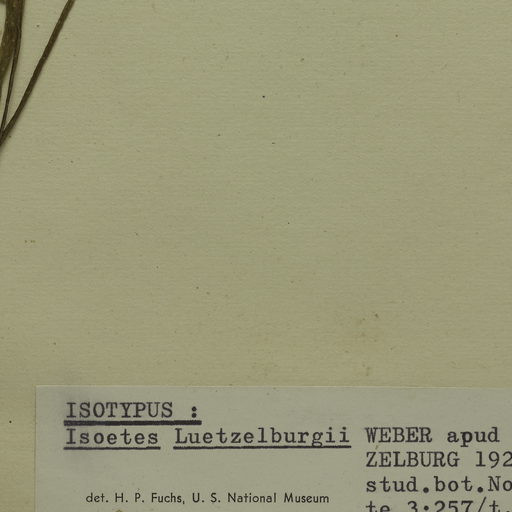 ISOTYPUS :
Isoetes Luetzelburgii WEBER apud
ZELBURG 192
stud.bot.No
det. H. P. Fuchs, U. S. National Museum
te 3:257/t.